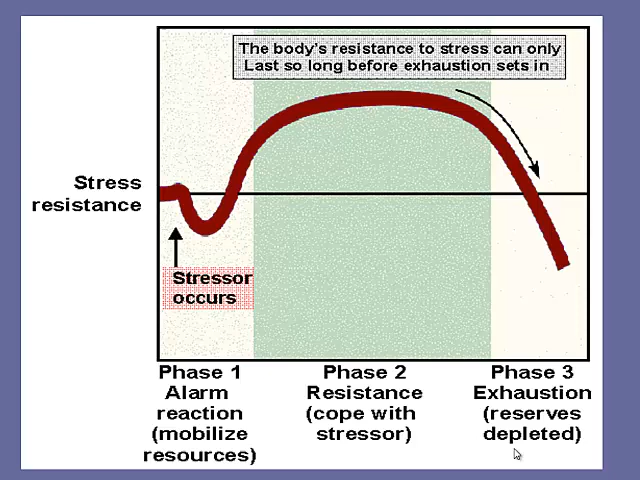 The body's resistance to stress can only
Last so long before exhaustion sets in
Stress
resistance
Stressor
occurs
Phase 1
Alarm
reaction
(mobilize
resources)
Phase 2
Resistance
(cope with
stressor)
Phase 3
Exhaustion
(reserves
depleted)